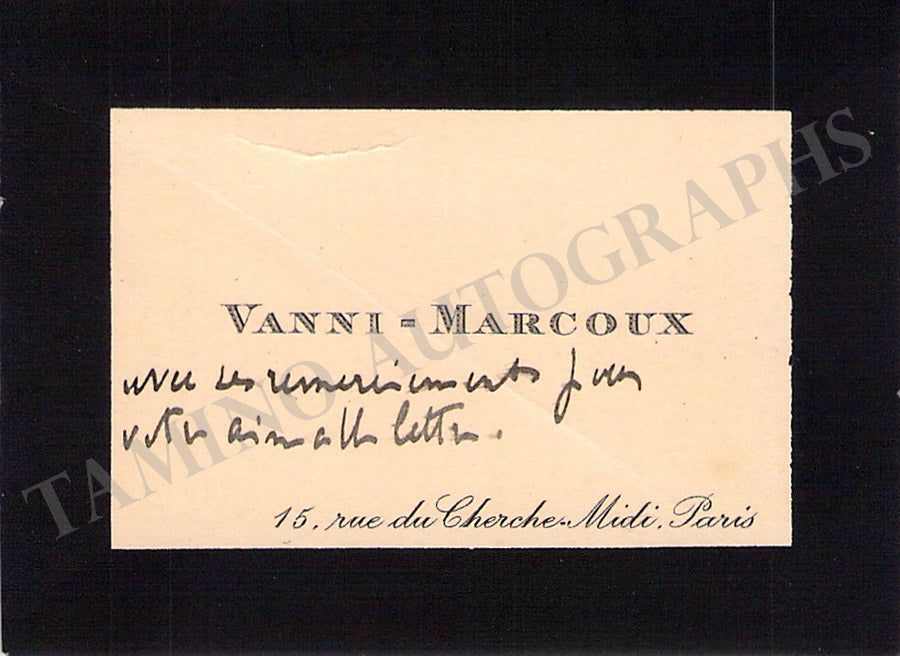 VANNI - MARCOUX
avec ses remerciements pour
votre aimable lettre.
15, rue du Cherche-Midi, Paris
TAMINO AUTOGRAPHS